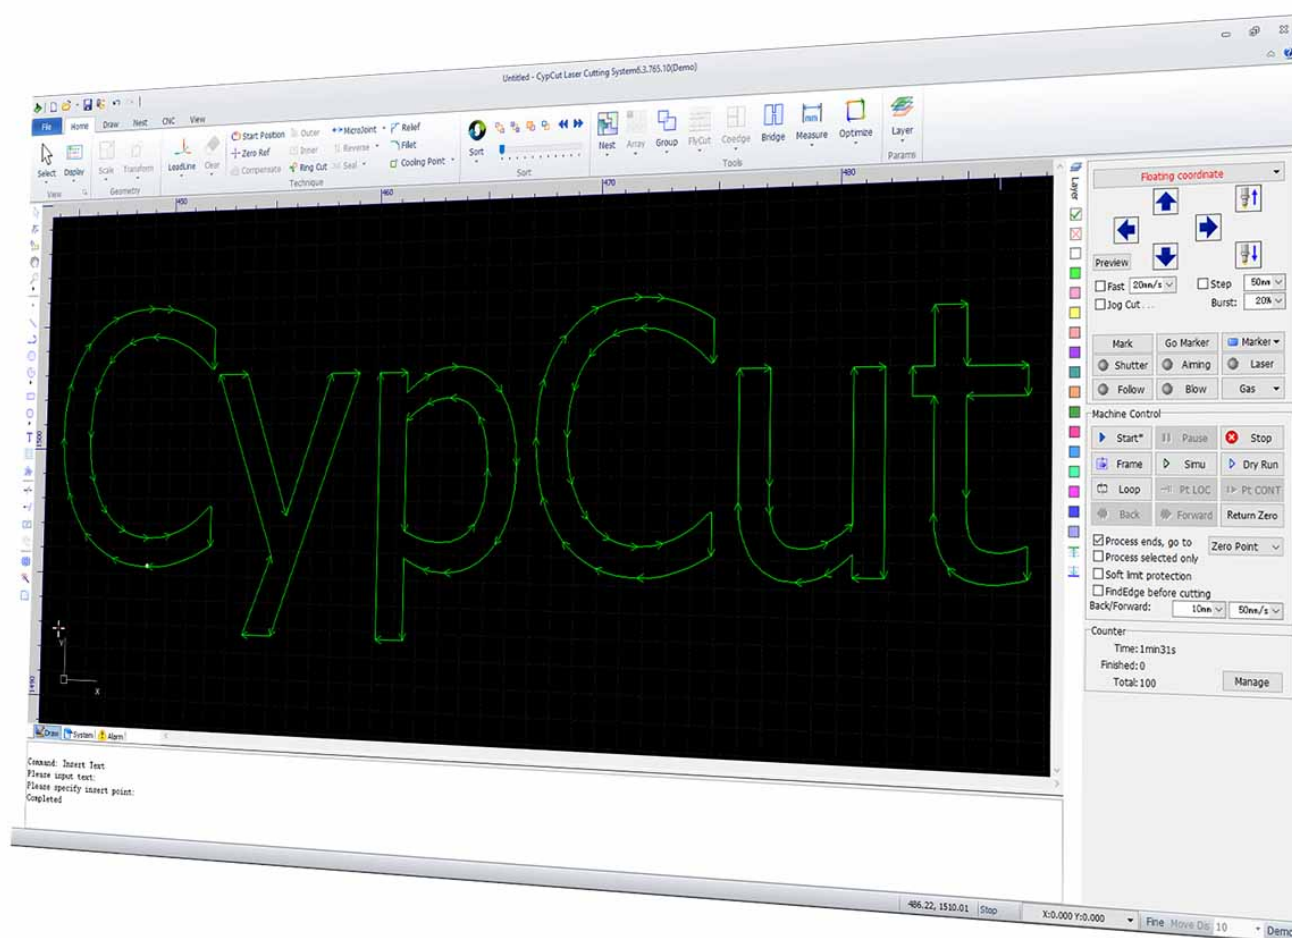 Untitled - CypCut Laser Cutting System6.3.765.10(Demo)
File Home Draw Nest CNC View
Select Display Scale Transform LeadLine Clear
Start Position Outer MicroJoint Relief
Zero Ref Inner Reverse Fillet
Compensate Ring Cut Seal Cooling Point
Sort
Nest Array Group FlyCut Coedge Bridge Measure Optimize Layer
View Geometry Technique Sort Tools Params
450 460 470 480
Layer
1500
1490
CypCut
Y
X
Floating coordinate
Preview
Fast 20mm/s Step 50mm
Jog Cut... Burst: 20%
Mark Go Marker Marker
Shutter Aiming Laser
Follow Blow Gas
Machine Control
Start* Pause Stop
Frame Simu Dry Run
Loop Pt LOC Pt CONT
Back Forward Return Zero
Process ends, go to Zero Point
Process selected only
Soft limit protection
FindEdge before cutting
Back/Forward: 10mm 50mm/s
Counter
Time:1min31s
Finished:0
Total:100 Manage
Draw System Alarm
Command: Insert Text
Please input text:
Please specify insert point:
Completed
486.22, 1510.01 Stop X:0.000 Y:0.000 Fine Move Dis 10 Demo